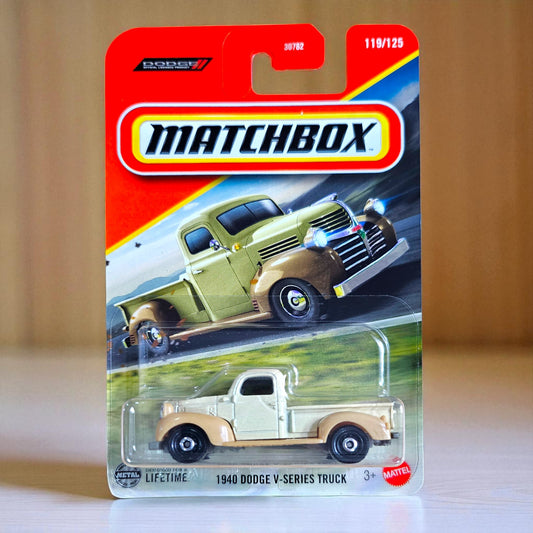 DODGE
30782
119/125
MATCHBOX
METAL
LIFETIME
1940 DODGE V-SERIES TRUCK
3+
MATTEL